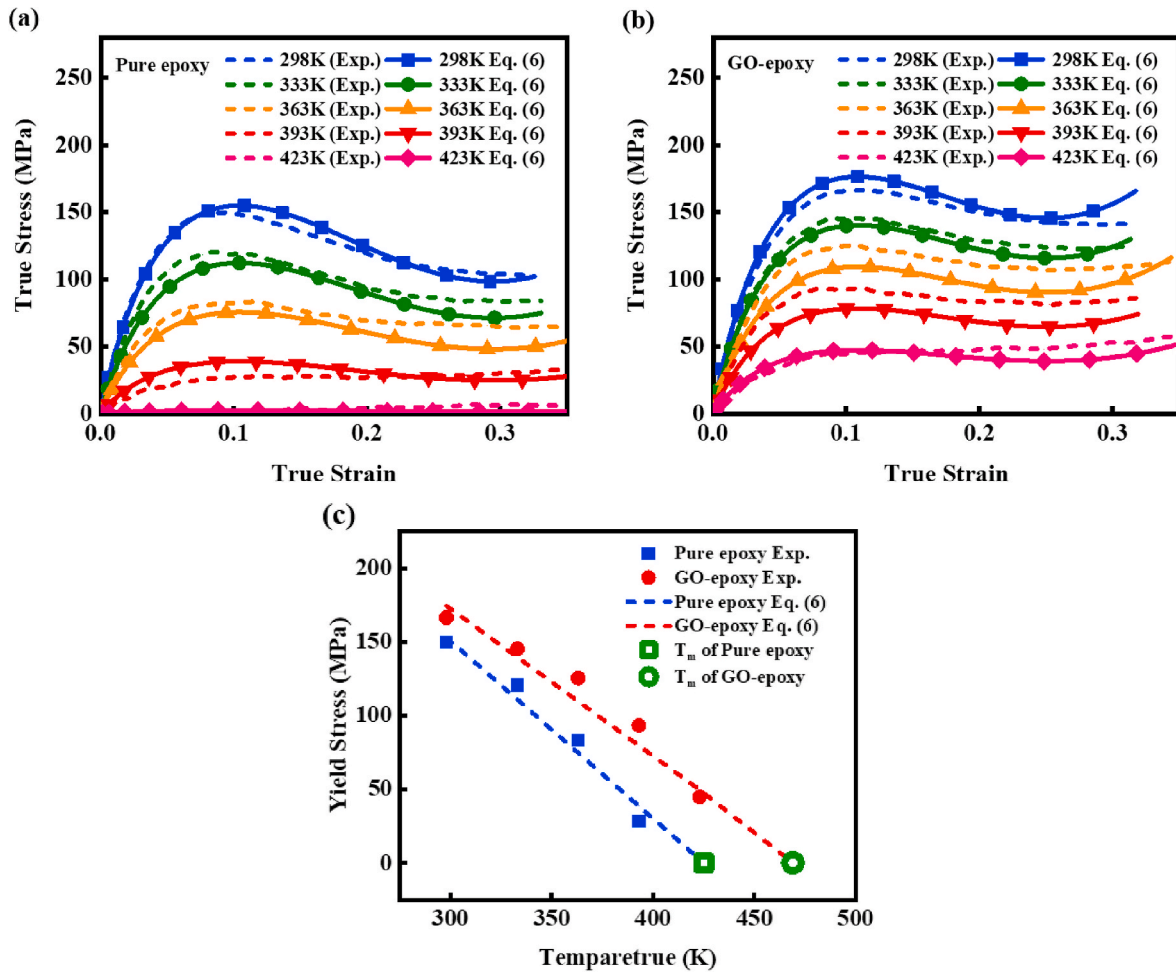 (a)
Pure epoxy
298K (Exp.) 298K Eq. (6)
333K (Exp.) 333K Eq. (6)
363K (Exp.) 363K Eq. (6)
393K (Exp.) 393K Eq. (6)
423K (Exp.) 423K Eq. (6)
250
200
150
100
50
0
0.0 0.1 0.2 0.3
True Stress (MPa)
True Strain
(b)
GO-epoxy
298K (Exp.) 298K Eq. (6)
333K (Exp.) 333K Eq. (6)
363K (Exp.) 363K Eq. (6)
393K (Exp.) 393K Eq. (6)
423K (Exp.) 423K Eq. (6)
250
200
150
100
50
0
0.0 0.1 0.2 0.3
True Stress (MPa)
True Strain
(c)
Pure epoxy Exp.
GO-epoxy Exp.
Pure epoxy Eq. (6)
GO-epoxy Eq. (6)
Tm of Pure epoxy
Tm of GO-epoxy
200
150
100
50
0
300 350 400 450 500
Yield Stress (MPa)
Temparetrue (K)